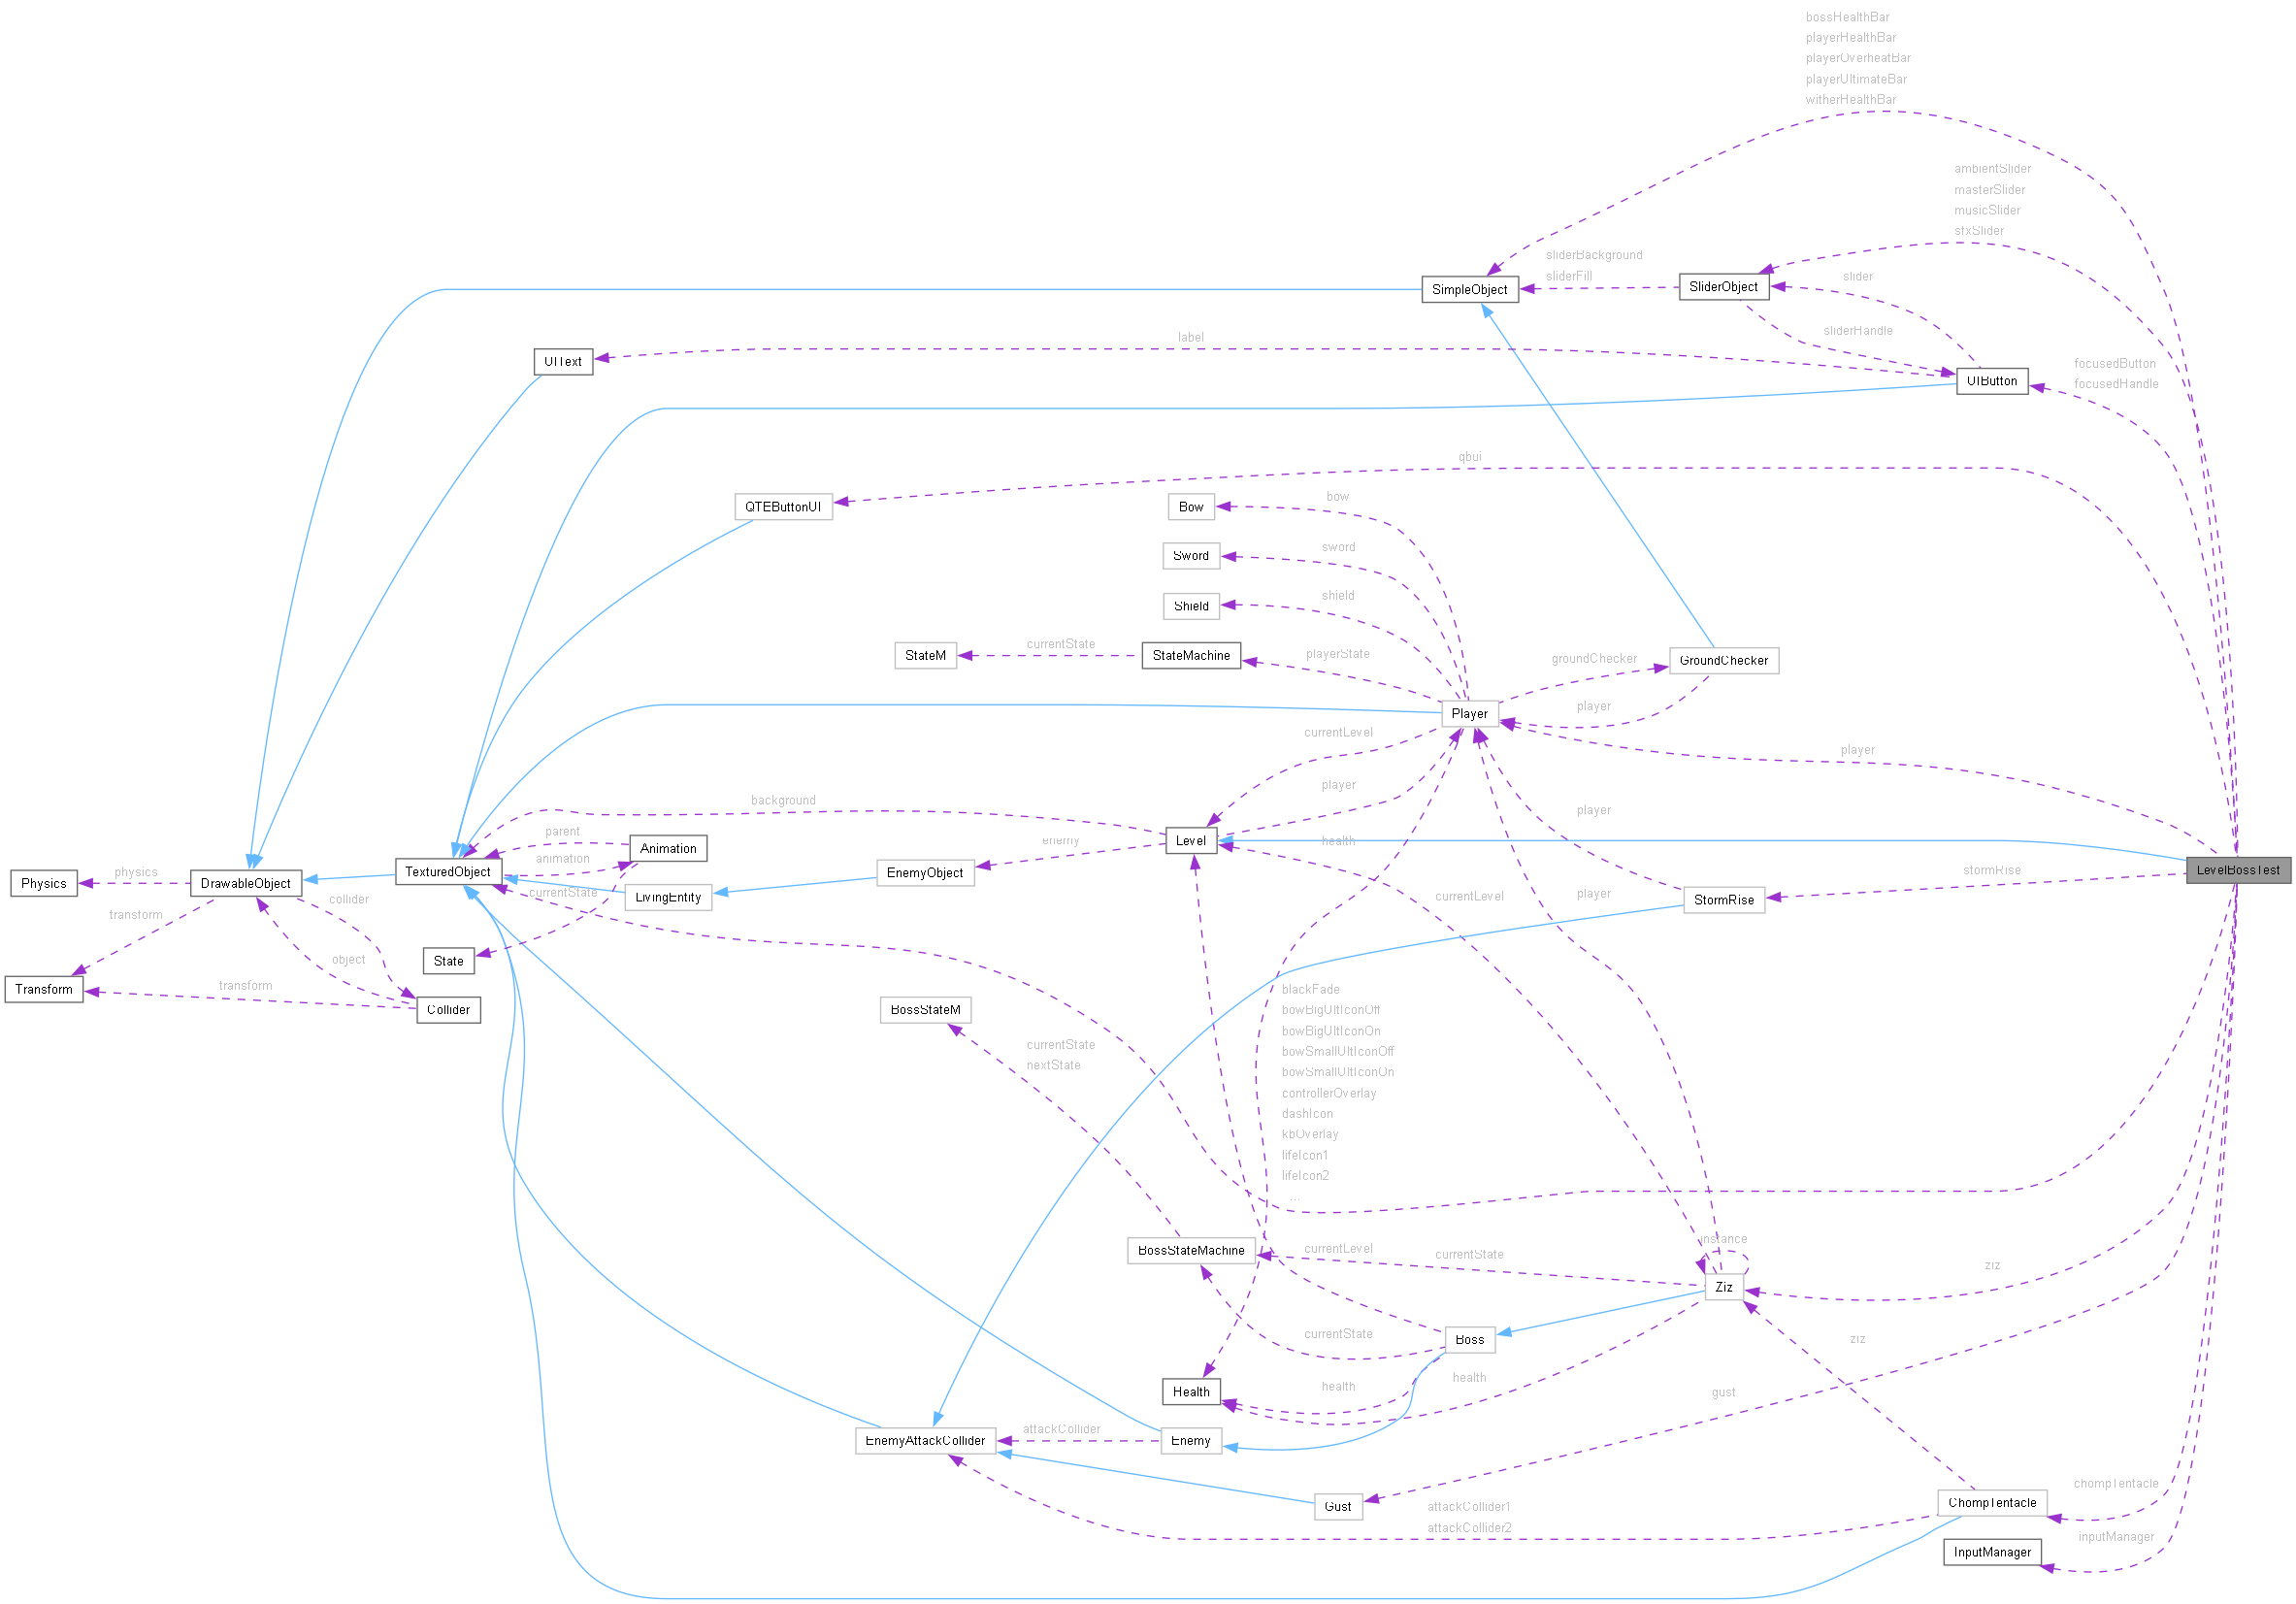 bossHealthBar
playerHealthBar
playerOverheatBar
playerUltimateBar
witherHealthBar
ambientSlider
masterSlider
musicSlider
sfxSlider
sliderBackground
sliderFill
SimpleObject
SliderObject
slider
sliderHandle
label
UIText
focusedButton
focusedHandle
UIButton
qbui
QTEButtonUI
bow
Bow
sword
Sword
shield
Shield
currentState
StateM
StateMachine
playerState
groundChecker
GroundChecker
player
Player
currentLevel
player
player
background
parent
animation
Animation
enemy
Level
health
player
Physics
physics
DrawableObject
TexturedObject
EnemyObject
LivingEntity
currentState
collider
transform
currentLevel
player
StormRise
stormRise
LevelBossTest
State
object
Transform
transform
Collider
BossStateM
currentState
nextState
blackFade
bowBigUltIconOff
bowBigUltIconOn
bowSmallUltIconOff
bowSmallUltIconOn
controllerOverlay
dashIcon
kbOverlay
lifeIcon1
lifeIcon2
...
BossStateMachine
currentLevel
currentState
instance
Ziz
ziz
currentState
Boss
ziz
health
health
Health
gust
EnemyAttackCollider
attackCollider
Enemy
Gust
attackCollider1
attackCollider2
chompTentacle
ChompTentacle
inputManager
InputManager